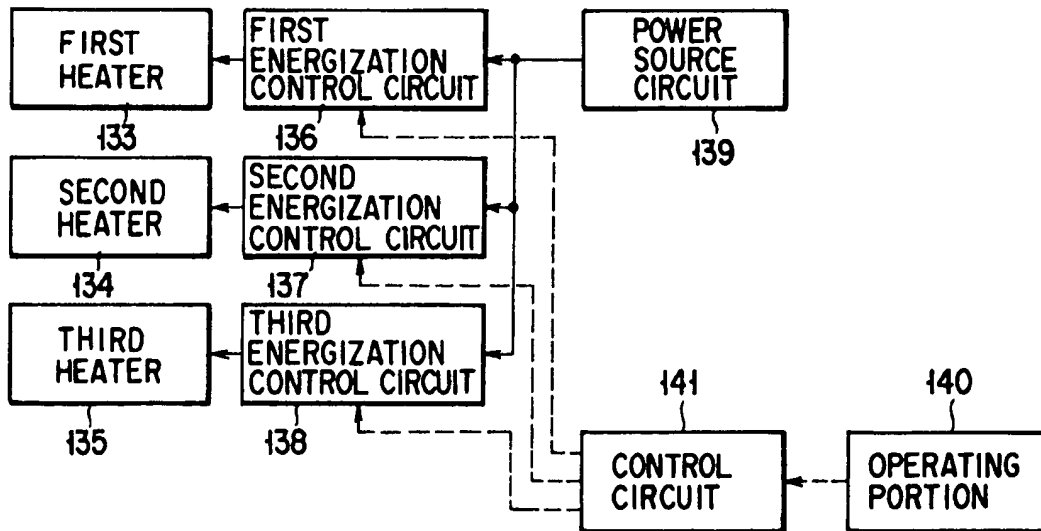 FIRST
HEATER
133
FIRST
ENERGIZATION
CONTROL CIRCUIT
136
POWER
SOURCE
CIRCUIT
139
SECOND
HEATER
134
SECOND
ENERGIZATION
CONTROL CIRCUIT
137
THIRD
HEATER
135
THIRD
ENERGIZATION
CONTROL CIRCUIT
138
141
CONTROL
CIRCUIT
140
OPERATING
PORTION